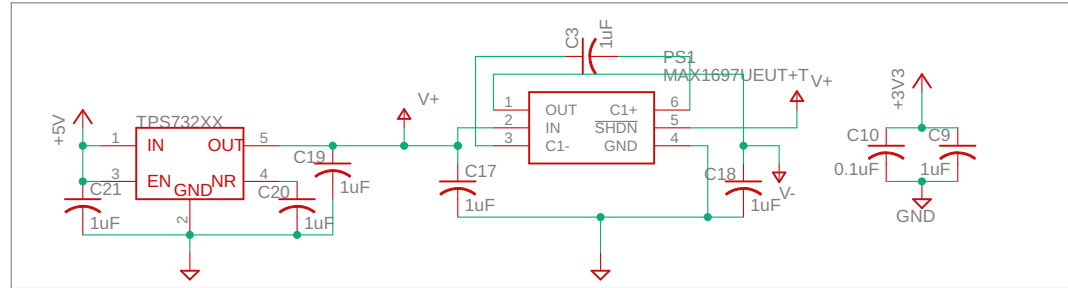 C3
1uF
PS1
MAX1697UEUT+T
V+
+5V
TPS732XX
V+
1
IN
OUT
5
3
EN
NR
4
GND
2
C21
1uF
C20
1uF
C19
1uF
C17
1uF
1
OUT
C1+
6
2
IN
SHDN
5
3
C1-
GND
4
C18
1uF
V-
+3V3
C10
0.1uF
C9
1uF
GND